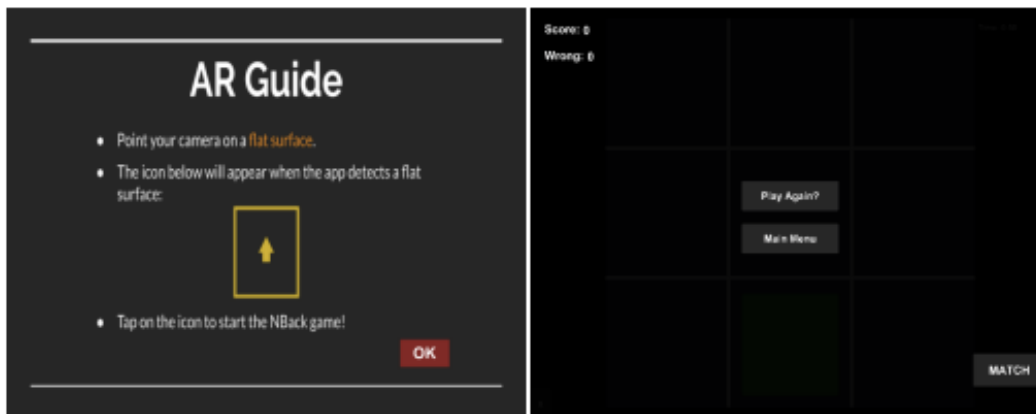 AR Guide
• Point your camera on a flat surface.
• The icon below will appear when the app detects a flat
surface:
• Tap on the icon to start the NBack game!
OK
Score: 0
Wrong: 0
Play Again?
Main Menu
MATCH